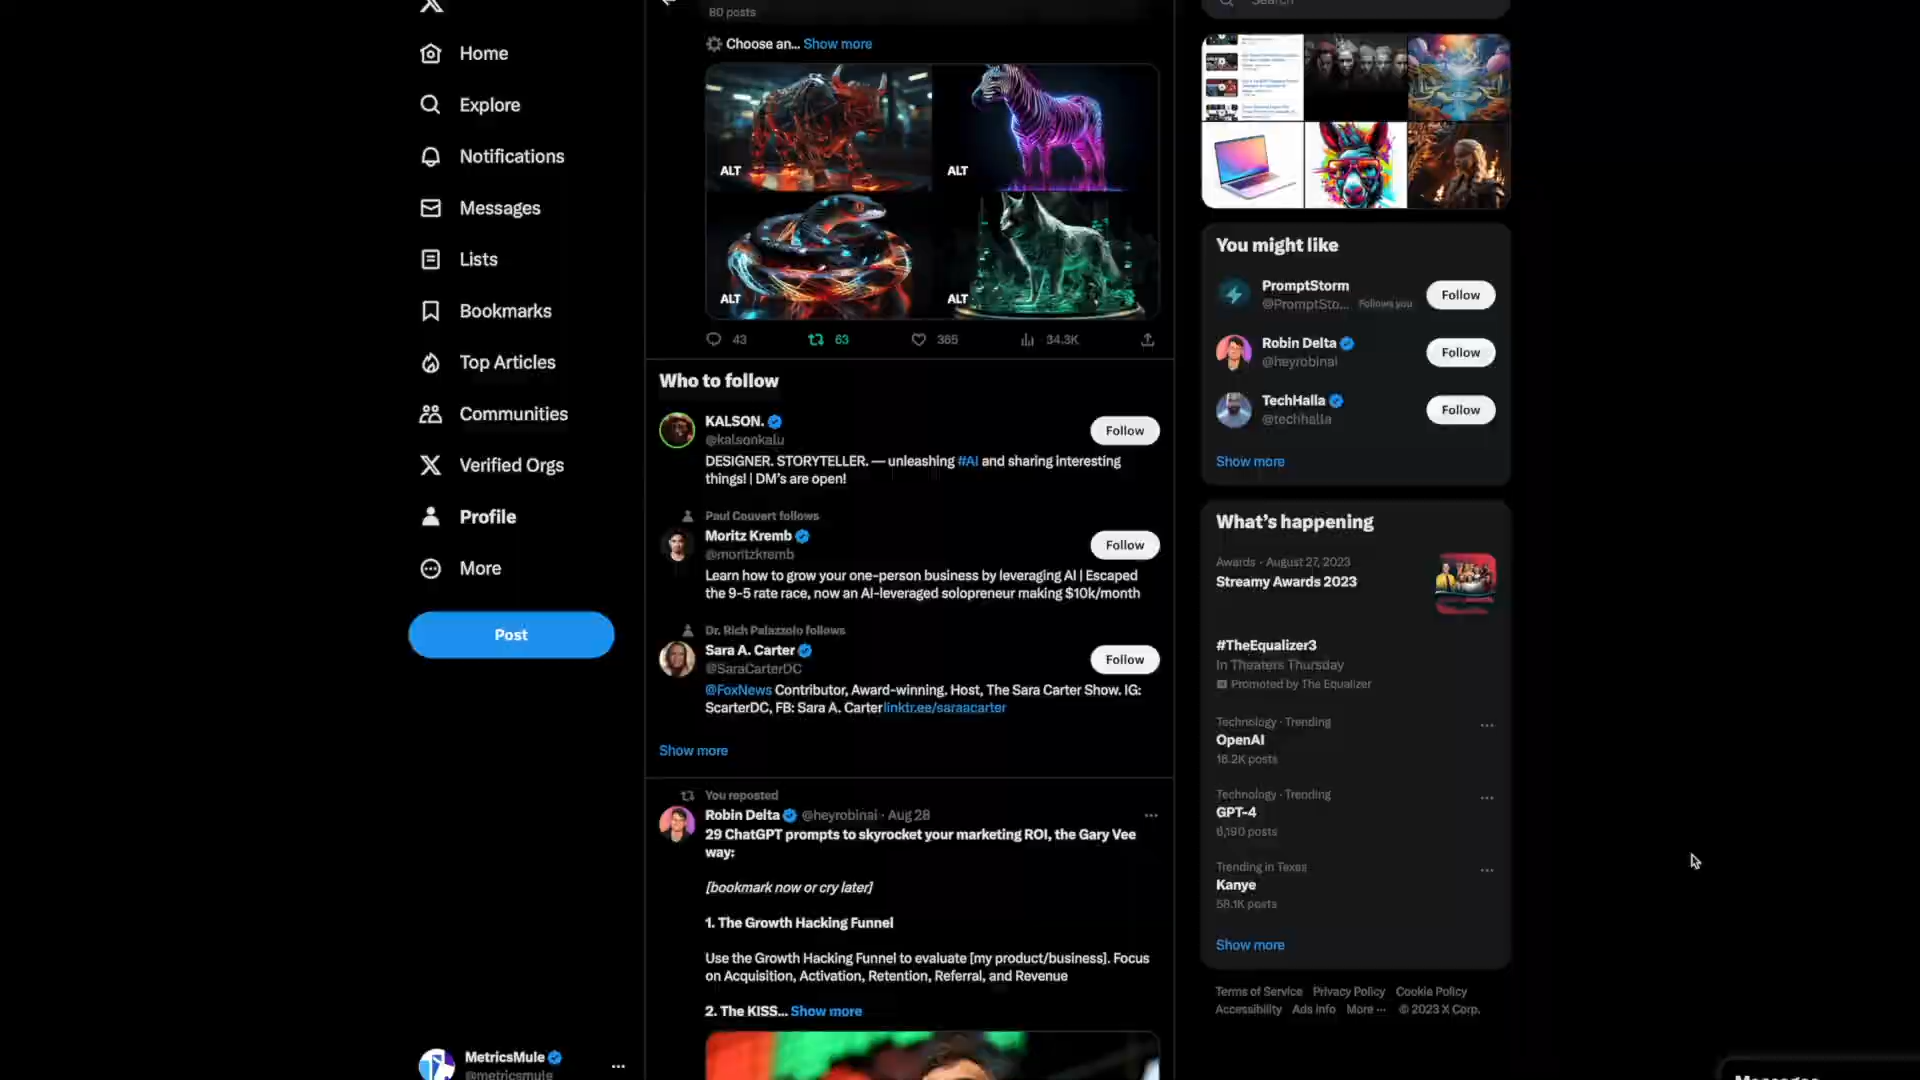 Home
Explore
Notifications
Messages
Lists
Bookmarks
Top Articles
Communities
Verified Orgs
Profile
More
Post
MetricsMule
@metricsmule
80 posts
Choose an... Show more
ALT
ALT
ALT
ALT
43
63
365
34.3K
Who to follow
KALSON.
@kalsonkalu
Follow
DESIGNER. STORYTELLER. — unleashing #AI and sharing interesting
things! | DM's are open!
Paul Couvert follows
Moritz Kremb
@moritzkremb
Follow
Learn how to grow your one-person business by leveraging AI | Escaped
the 9-5 rate race, now an AI-leveraged solopreneur making $10k/month
Dr. Rich Palazzolo follows
Sara A. Carter
@SaraCarterDC
Follow
@FoxNews Contributor, Award-winning. Host, The Sara Carter Show. IG:
ScarterDC, FB: Sara A. Carterlinktr.ee/saraacarter
Show more
You reposted
Robin Delta @heyrobinai · Aug 28
29 ChatGPT prompts to skyrocket your marketing ROI, the Gary Vee
way:
[bookmark now or cry later]
1. The Growth Hacking Funnel
Use the Growth Hacking Funnel to evaluate [my product/business]. Focus
on Acquisition, Activation, Retention, Referral, and Revenue
2. The KISS... Show more
Search
You might like
PromptStorm
@PromptSto... Follows you
Follow
Robin Delta
@heyrobinai
Follow
TechHalla
@techhalla
Follow
Show more
What's happening
Awards · August 27, 2023
Streamy Awards 2023
#TheEqualizer3
In Theaters Thursday
Promoted by The Equalizer
Technology · Trending
OpenAI
16.2K posts
Technology · Trending
GPT-4
6,190 posts
Trending in Texas
Kanye
58.1K posts
Show more
Terms of Service Privacy Policy Cookie Policy
Accessibility Ads info More ··· © 2023 X Corp.
Messages